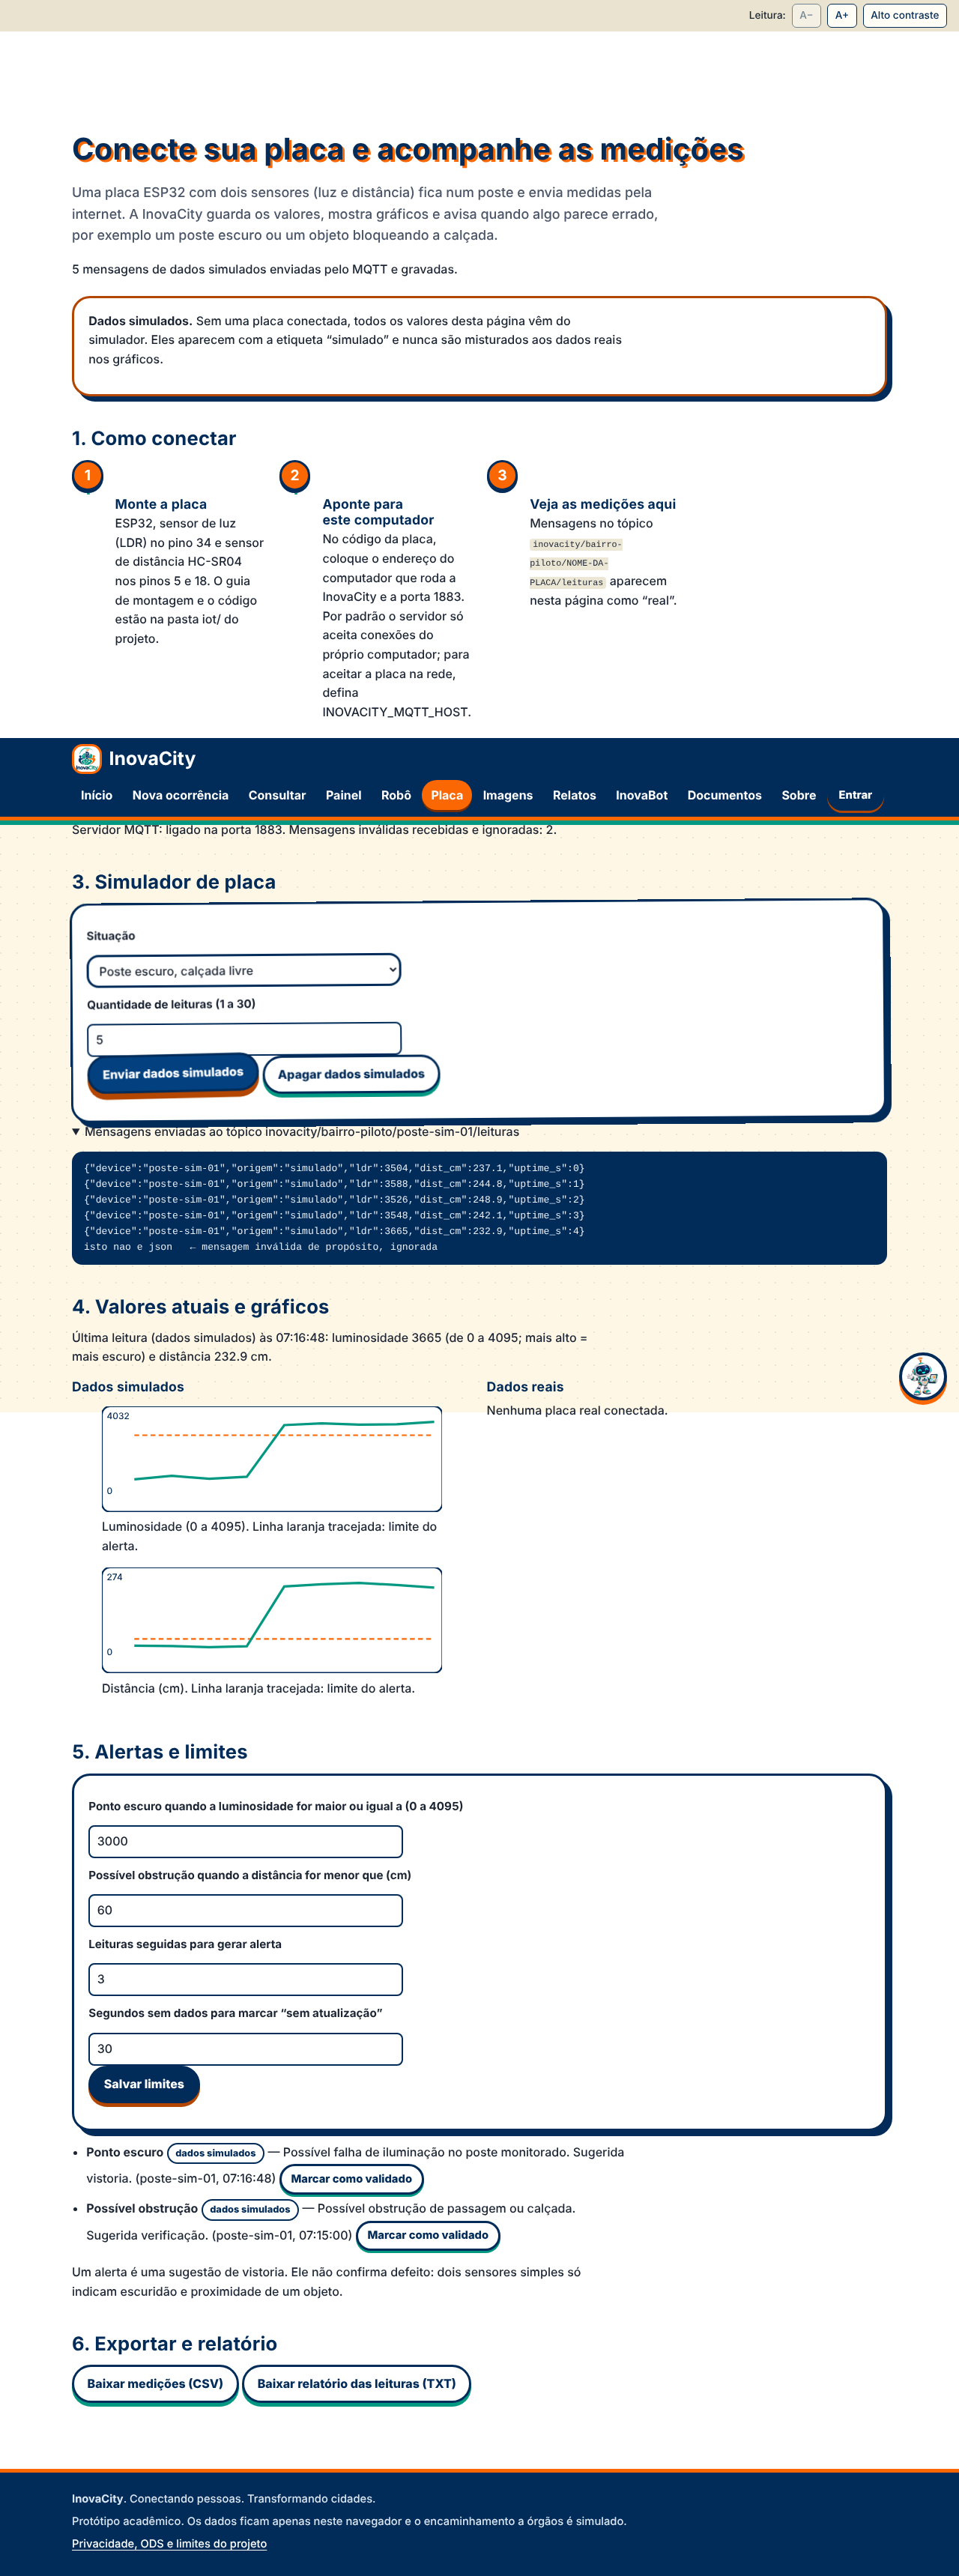 Leitura: A− A+ Alto contraste
Conecte sua placa e acompanhe as medições
Uma placa ESP32 com dois sensores (luz e distância) fica num poste e envia medidas pela
internet. A InovaCity guarda os valores, mostra gráficos e avisa quando algo parece errado,
por exemplo um poste escuro ou um objeto bloqueando a calçada.
5 mensagens de dados simulados enviadas pelo MQTT e gravadas.
Dados simulados. Sem uma placa conectada, todos os valores desta página vêm do
simulador. Eles aparecem com a etiqueta “simulado” e nunca são misturados aos dados reais
nos gráficos.
1. Como conectar
1
Monte a placa
ESP32, sensor de luz
(LDR) no pino 34 e sensor
de distância HC-SR04
nos pinos 5 e 18. O guia
de montagem e o código
estão na pasta iot/ do
projeto.
2
Aponte para
este computador
No código da placa,
coloque o endereço do
computador que roda a
InovaCity e a porta 1883.
Por padrão o servidor só
aceita conexões do
próprio computador; para
aceitar a placa na rede,
defina
INOVACITY_MQTT_HOST.
3
Veja as medições aqui
Mensagens no tópico
inovacity/bairro-
piloto/NOME-DA-
PLACA/leituras aparecem
nesta página como “real”.
InovaCity
Início Nova ocorrência Consultar Painel Robô Placa Imagens Relatos InovaBot Documentos Sobre Entrar
Servidor MQTT: ligado na porta 1883. Mensagens inválidas recebidas e ignoradas: 2.
3. Simulador de placa
Situação
Poste escuro, calçada livre
Quantidade de leituras (1 a 30)
5
Enviar dados simulados Apagar dados simulados
▼ Mensagens enviadas ao tópico inovacity/bairro-piloto/poste-sim-01/leituras
{"device":"poste-sim-01","origem":"simulado","ldr":3504,"dist_cm":237.1,"uptime_s":0}
{"device":"poste-sim-01","origem":"simulado","ldr":3588,"dist_cm":244.8,"uptime_s":1}
{"device":"poste-sim-01","origem":"simulado","ldr":3526,"dist_cm":248.9,"uptime_s":2}
{"device":"poste-sim-01","origem":"simulado","ldr":3548,"dist_cm":242.1,"uptime_s":3}
{"device":"poste-sim-01","origem":"simulado","ldr":3665,"dist_cm":232.9,"uptime_s":4}
isto nao e json ← mensagem inválida de propósito, ignorada
4. Valores atuais e gráficos
Última leitura (dados simulados) às 07:16:48: luminosidade 3665 (de 0 a 4095; mais alto =
mais escuro) e distância 232.9 cm.
Dados simulados
4032
0
Luminosidade (0 a 4095). Linha laranja tracejada: limite do
alerta.
274
0
Distância (cm). Linha laranja tracejada: limite do alerta.
Dados reais
Nenhuma placa real conectada.
5. Alertas e limites
Ponto escuro quando a luminosidade for maior ou igual a (0 a 4095)
3000
Possível obstrução quando a distância for menor que (cm)
60
Leituras seguidas para gerar alerta
3
Segundos sem dados para marcar “sem atualização”
30
Salvar limites
• Ponto escuro dados simulados — Possível falha de iluminação no poste monitorado. Sugerida
vistoria. (poste-sim-01, 07:16:48) Marcar como validado
• Possível obstrução dados simulados — Possível obstrução de passagem ou calçada.
Sugerida verificação. (poste-sim-01, 07:15:00) Marcar como validado
Um alerta é uma sugestão de vistoria. Ele não confirma defeito: dois sensores simples só
indicam escuridão e proximidade de um objeto.
6. Exportar e relatório
Baixar medições (CSV) Baixar relatório das leituras (TXT)
InovaCity. Conectando pessoas. Transformando cidades.
Protótipo acadêmico. Os dados ficam apenas neste navegador e o encaminhamento a órgãos é simulado.
Privacidade, ODS e limites do projeto